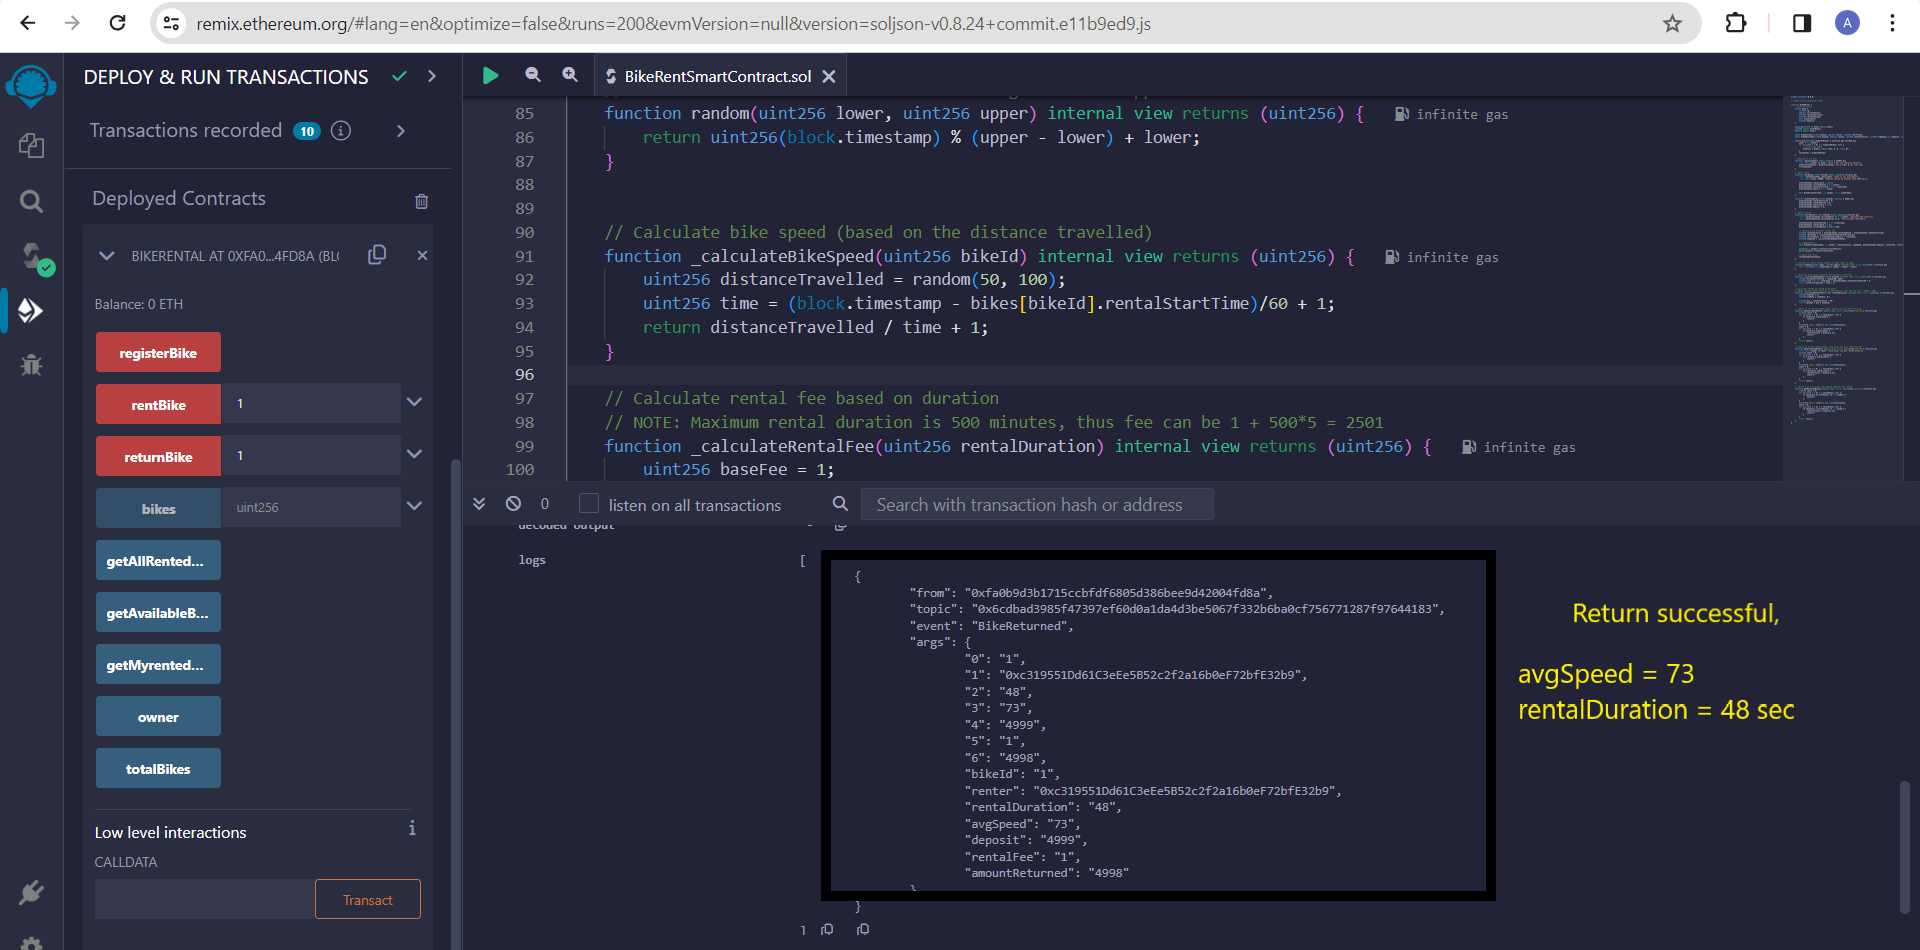 remix.ethereum.org/#lang=en&optimize=false&runs=200&evmVersion=null&version=soljson-v0.8.24+commit.e11b9ed9.js
A
DEPLOY & RUN TRANSACTIONS
Transactions recorded 10 i
Deployed Contracts
BIKERENTAL AT 0XFA0...4FD8A (BLO
Balance: 0 ETH
registerBike
rentBike 1
returnBike 1
bikes uint256
getAllRented...
getAvailableB...
getMyrented...
owner
totalBikes
Low level interactions i
CALLDATA
Transact
BikeRentSmartContract.sol
85 function random(uint256 lower, uint256 upper) internal view returns (uint256) { infinite gas
86 return uint256(block.timestamp) % (upper - lower) + lower;
87 }
88
89
90 // Calculate bike speed (based on the distance travelled)
91 function _calculateBikeSpeed(uint256 bikeId) internal view returns (uint256) { infinite gas
92 uint256 distanceTravelled = random(50, 100);
93 uint256 time = (block.timestamp - bikes[bikeId].rentalStartTime)/60 + 1;
94 return distanceTravelled / time + 1;
95 }
96
97 // Calculate rental fee based on duration
98 // NOTE: Maximum rental duration is 500 minutes, thus fee can be 1 + 500*5 = 2501
99 function _calculateRentalFee(uint256 rentalDuration) internal view returns (uint256) { infinite gas
100 uint256 baseFee = 1;
0 listen on all transactions Search with transaction hash or address
decoded output
logs [
{
"from": "0xfa0b9d3b1715ccbfdf6805d386bee9d42004fd8a",
"topic": "0x6cdbad3985f47397ef60d0a1da4d3be5067f332b6ba0cf756771287f97644183",
"event": "BikeReturned",
"args": {
"0": "1",
"1": "0xc319551Dd61C3eEe5B52c2f2a16b0eF72bfE32b9",
"2": "48",
"3": "73",
"4": "4999",
"5": "1",
"6": "4998",
"bikeId": "1",
"renter": "0xc319551Dd61C3eEe5B52c2f2a16b0eF72bfE32b9",
"rentalDuration": "48",
"avgSpeed": "73",
"deposit": "4999",
"rentalFee": "1",
"amountReturned": "4998"
}
}
]
Return successful,
avgSpeed = 73
rentalDuration = 48 sec